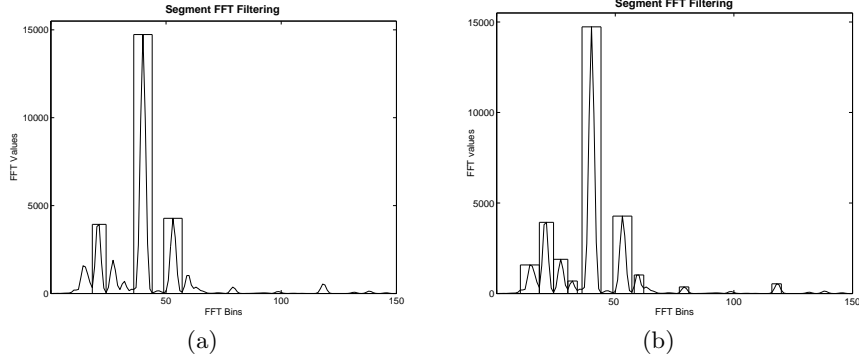 Segment FFT Filtering
15000
10000
5000
0
50
100
150
FFT Values
FFT Bins
(a)
Segment FFT Filtering
15000
10000
5000
0
50
100
150
FFT values
FFT Bins
(b)